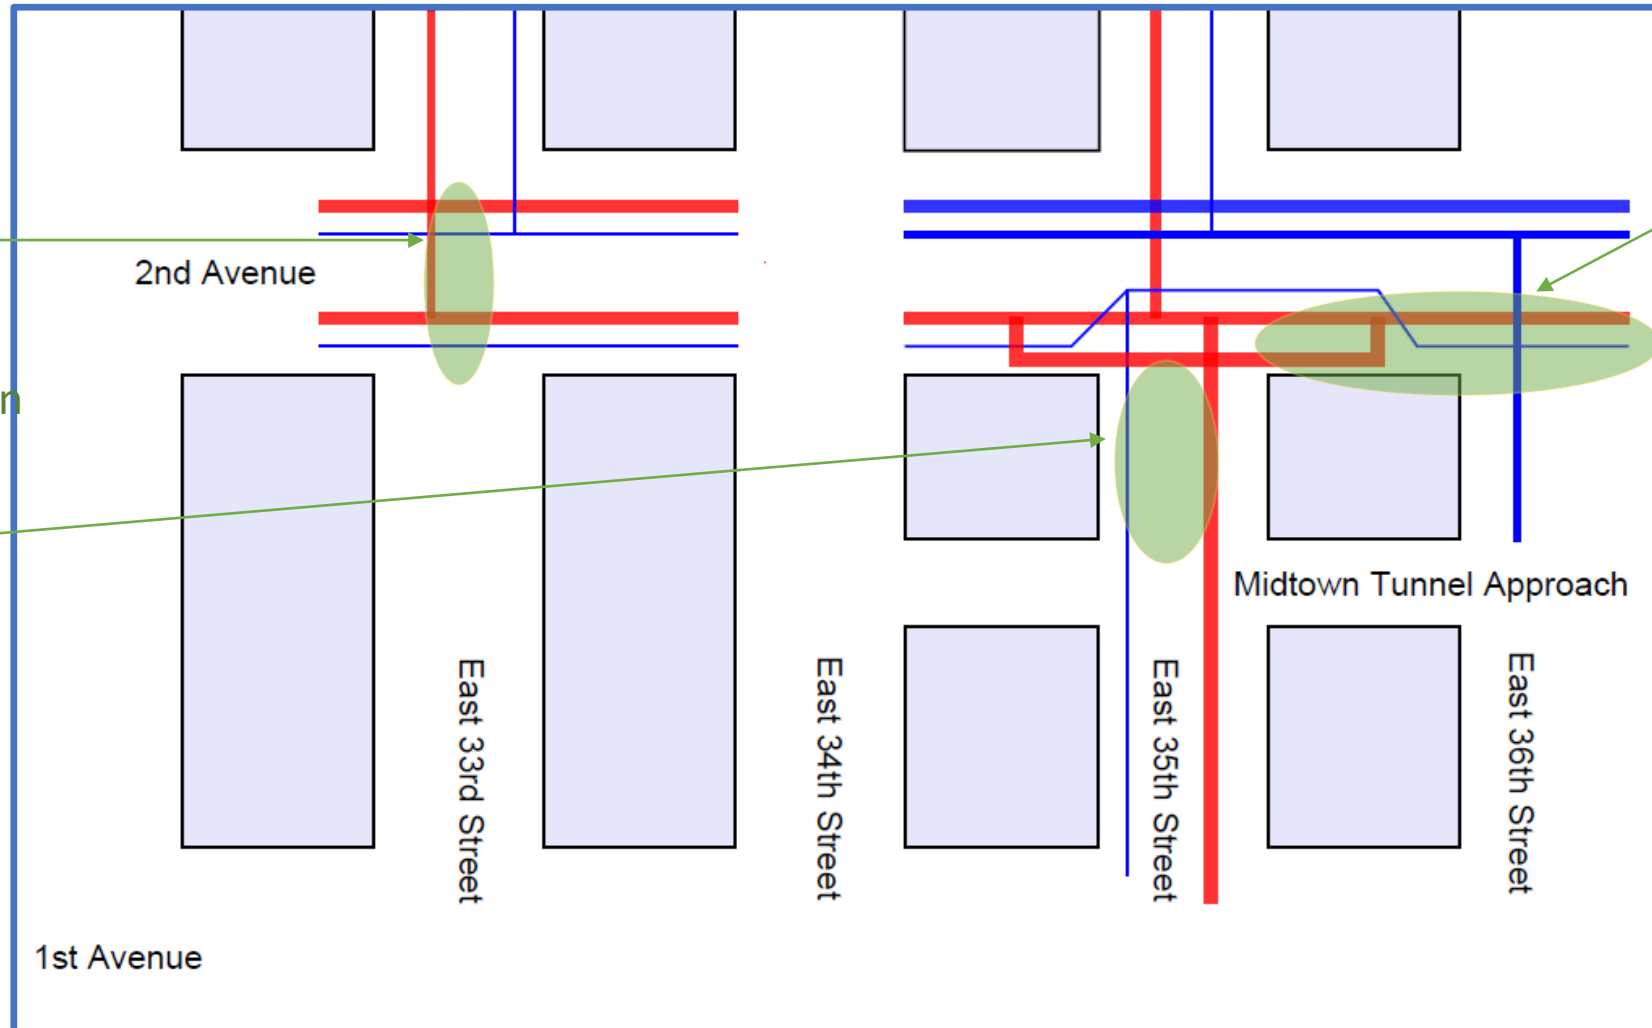 2nd Avenue
n
Midtown Tunnel Approach
East 33rd Street
East 34th Street
East 35th Street
East 36th Street
1st Avenue